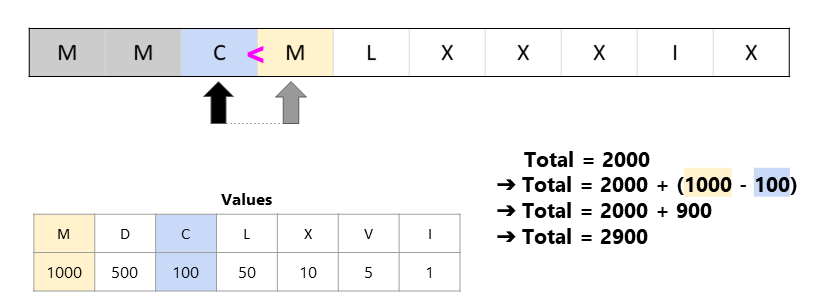 M M C < M L X X X I X
Total = 2000
➔ Total = 2000 + (1000 - 100)
➔ Total = 2000 + 900
➔ Total = 2900
Values
M D C L X V I
1000 500 100 50 10 5 1